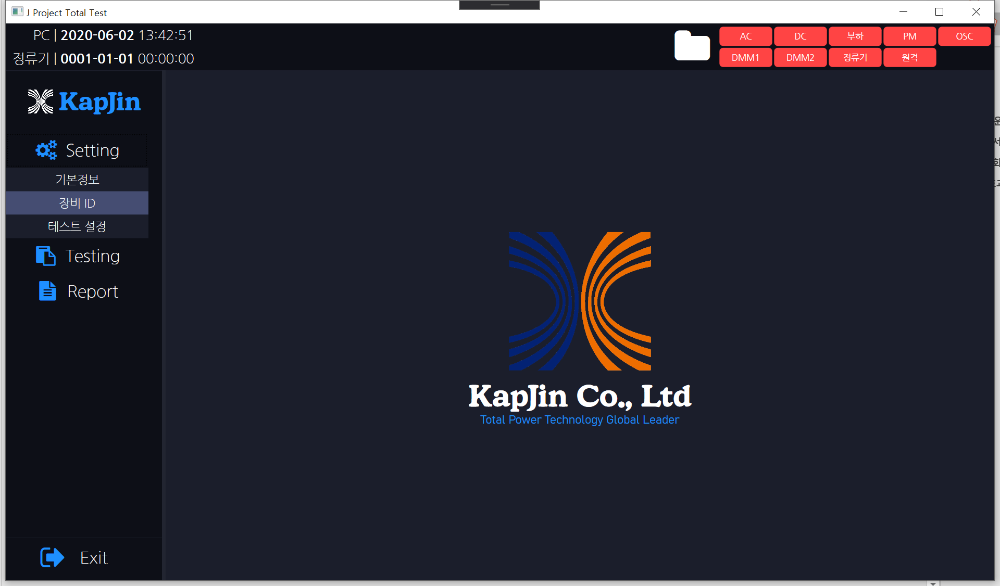 J Project Total Test
PC | 2020-06-02 13:42:51
정류기 | 0001-01-01 00:00:00
AC DC 부하 PM OSC
DMM1 DMM2 정류기 원격
KapJin
Setting
기본정보
장비 ID
테스트 설정
Testing
Report
Exit
KapJin Co., Ltd
Total Power Technology Global Leader